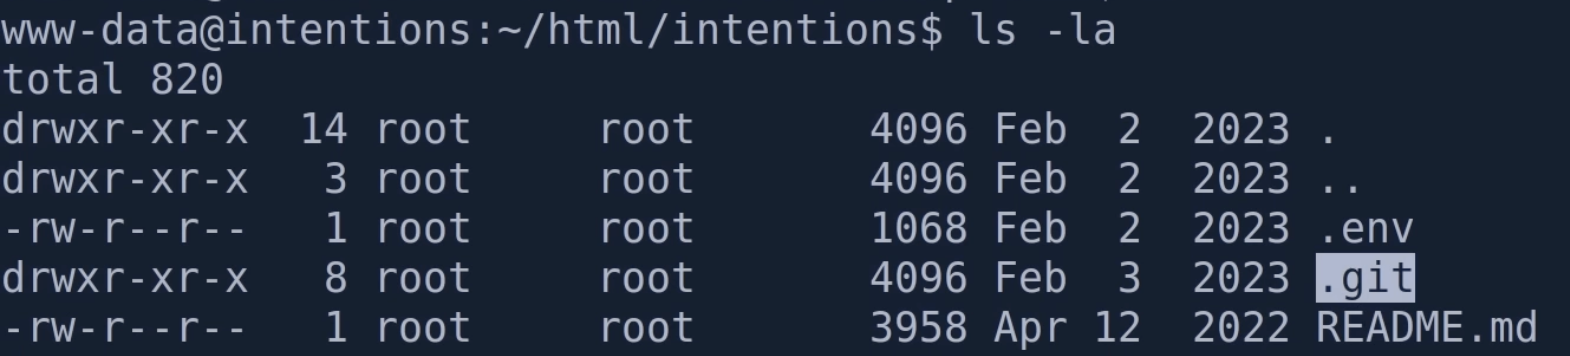 www-data@intentions:~/html/intentions$ ls -la
total 820
drwxr-xr-x 14 root root 4096 Feb 2 2023 .
drwxr-xr-x 3 root root 4096 Feb 2 2023 ..
-rw-r--r-- 1 root root 1068 Feb 2 2023 .env
drwxr-xr-x 8 root root 4096 Feb 3 2023 .git
-rw-r--r-- 1 root root 3958 Apr 12 2022 README.md